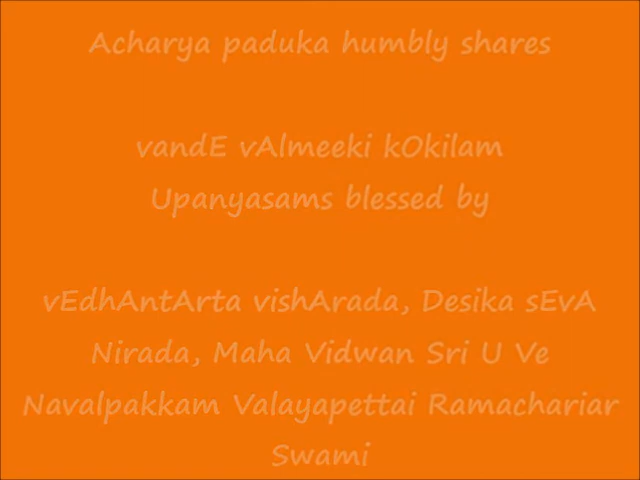 Acharya paduka humbly shares
vandE vAlmeeki kOkilam
Upanyasams blessed by
vEdhAntArta vishArada, Desika sEvA
Nirada, Maha Vidwan Sri U Ve
Navalpakkam Valayapettai Ramachariar
Swami